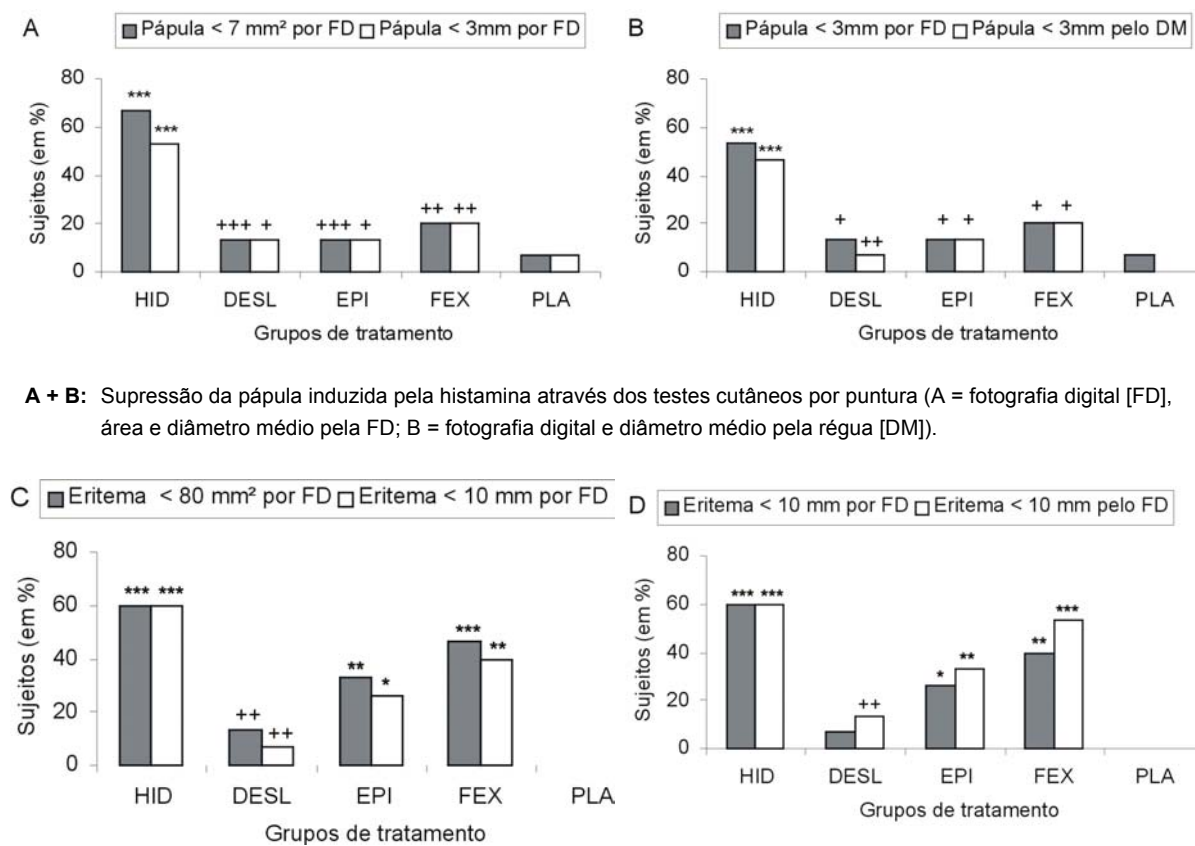 A
Pápula < 7 mm² por FD Pápula < 3mm por FD
Sujeitos (em %)
80
60
40
20
0
*** ***
+++ +
+++ +
++ ++
HID DESL EPI FEX PLA
Grupos de tratamento
B
Pápula < 3mm por FD Pápula < 3mm pelo DM
Sujeitos (em %)
80
60
40
20
0
*** ***
+ ++
+ +
+ +
HID DESL EPI FEX PLA
Grupos de tratamento
A + B: Supressão da pápula induzida pela histamina através dos testes cutâneos por puntura (A = fotografia digital [FD],
área e diâmetro médio pela FD; B = fotografia digital e diâmetro médio pela régua [DM]).
C
Eritema < 80 mm² por FD Eritema < 10 mm por FD
Sujeitos (em %)
80
60
40
20
0
*** ***
++ ++
** *
*** **
HID DESL EPI FEX PLA
Grupos de tratamento
D
Eritema < 10 mm por FD Eritema < 10 mm pelo FD
Sujeitos (em %)
80
60
40
20
0
*** ***
++
* **
** ***
HID DESL EPI FEX PLA
Grupos de tratamento